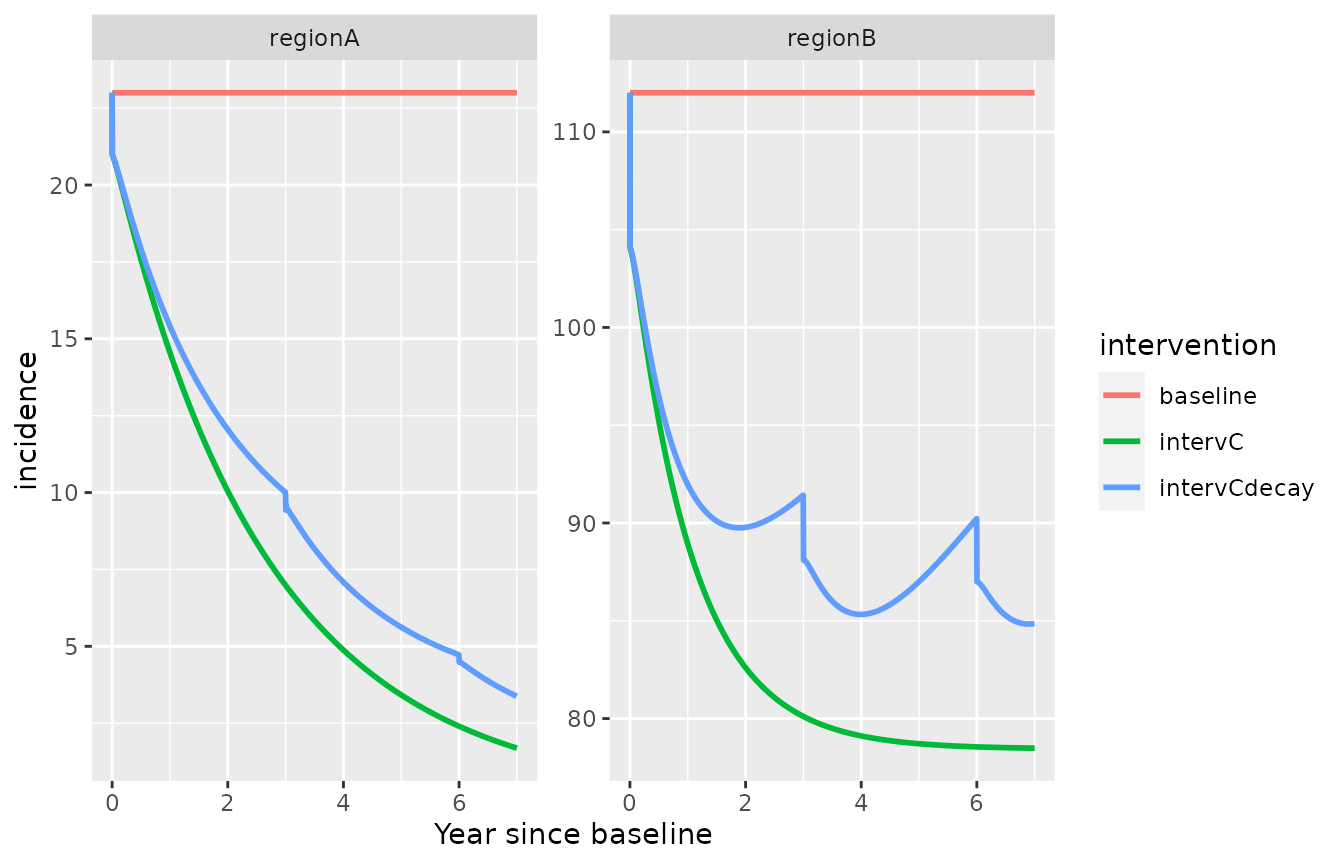 regionA
regionB
incidence
20
15
10
5
110
100
90
80
0 2 4 6
0 2 4 6
Year since baseline
intervention
baseline
intervC
intervCdecay